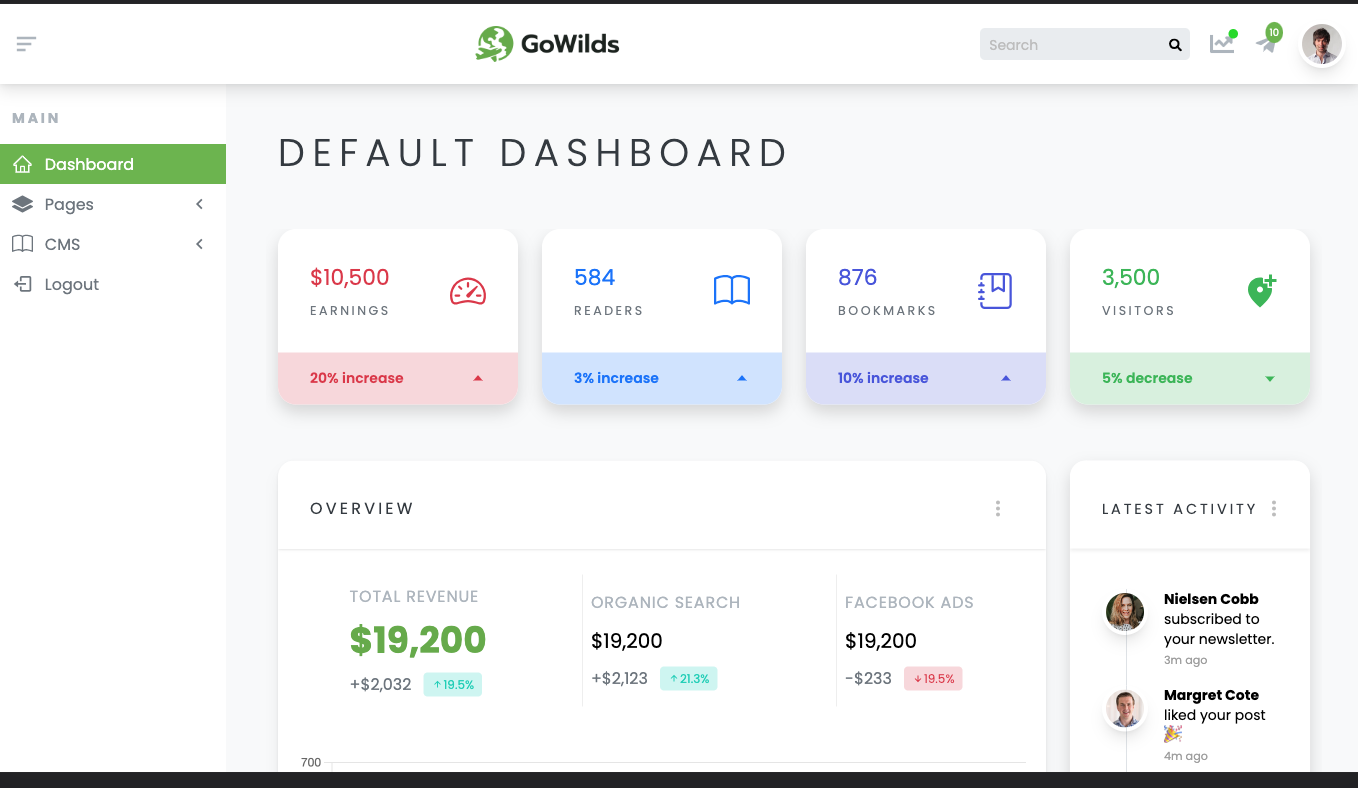 GoWilds
Search
10
MAIN
Dashboard
Pages
CMS
Logout
DEFAULT DASHBOARD
$10,500
EARNINGS
20% increase
584
READERS
3% increase
876
BOOKMARKS
10% increase
3,500
VISITORS
5% decrease
OVERVIEW
TOTAL REVENUE
$19,200
+$2,032 ↑19.5%
ORGANIC SEARCH
$19,200
+$2,123 ↑21.3%
FACEBOOK ADS
$19,200
-$233 ↓19.5%
700
LATEST ACTIVITY
Nielsen Cobb
subscribed to
your newsletter.
3m ago
Margret Cote
liked your post
🎉
4m ago